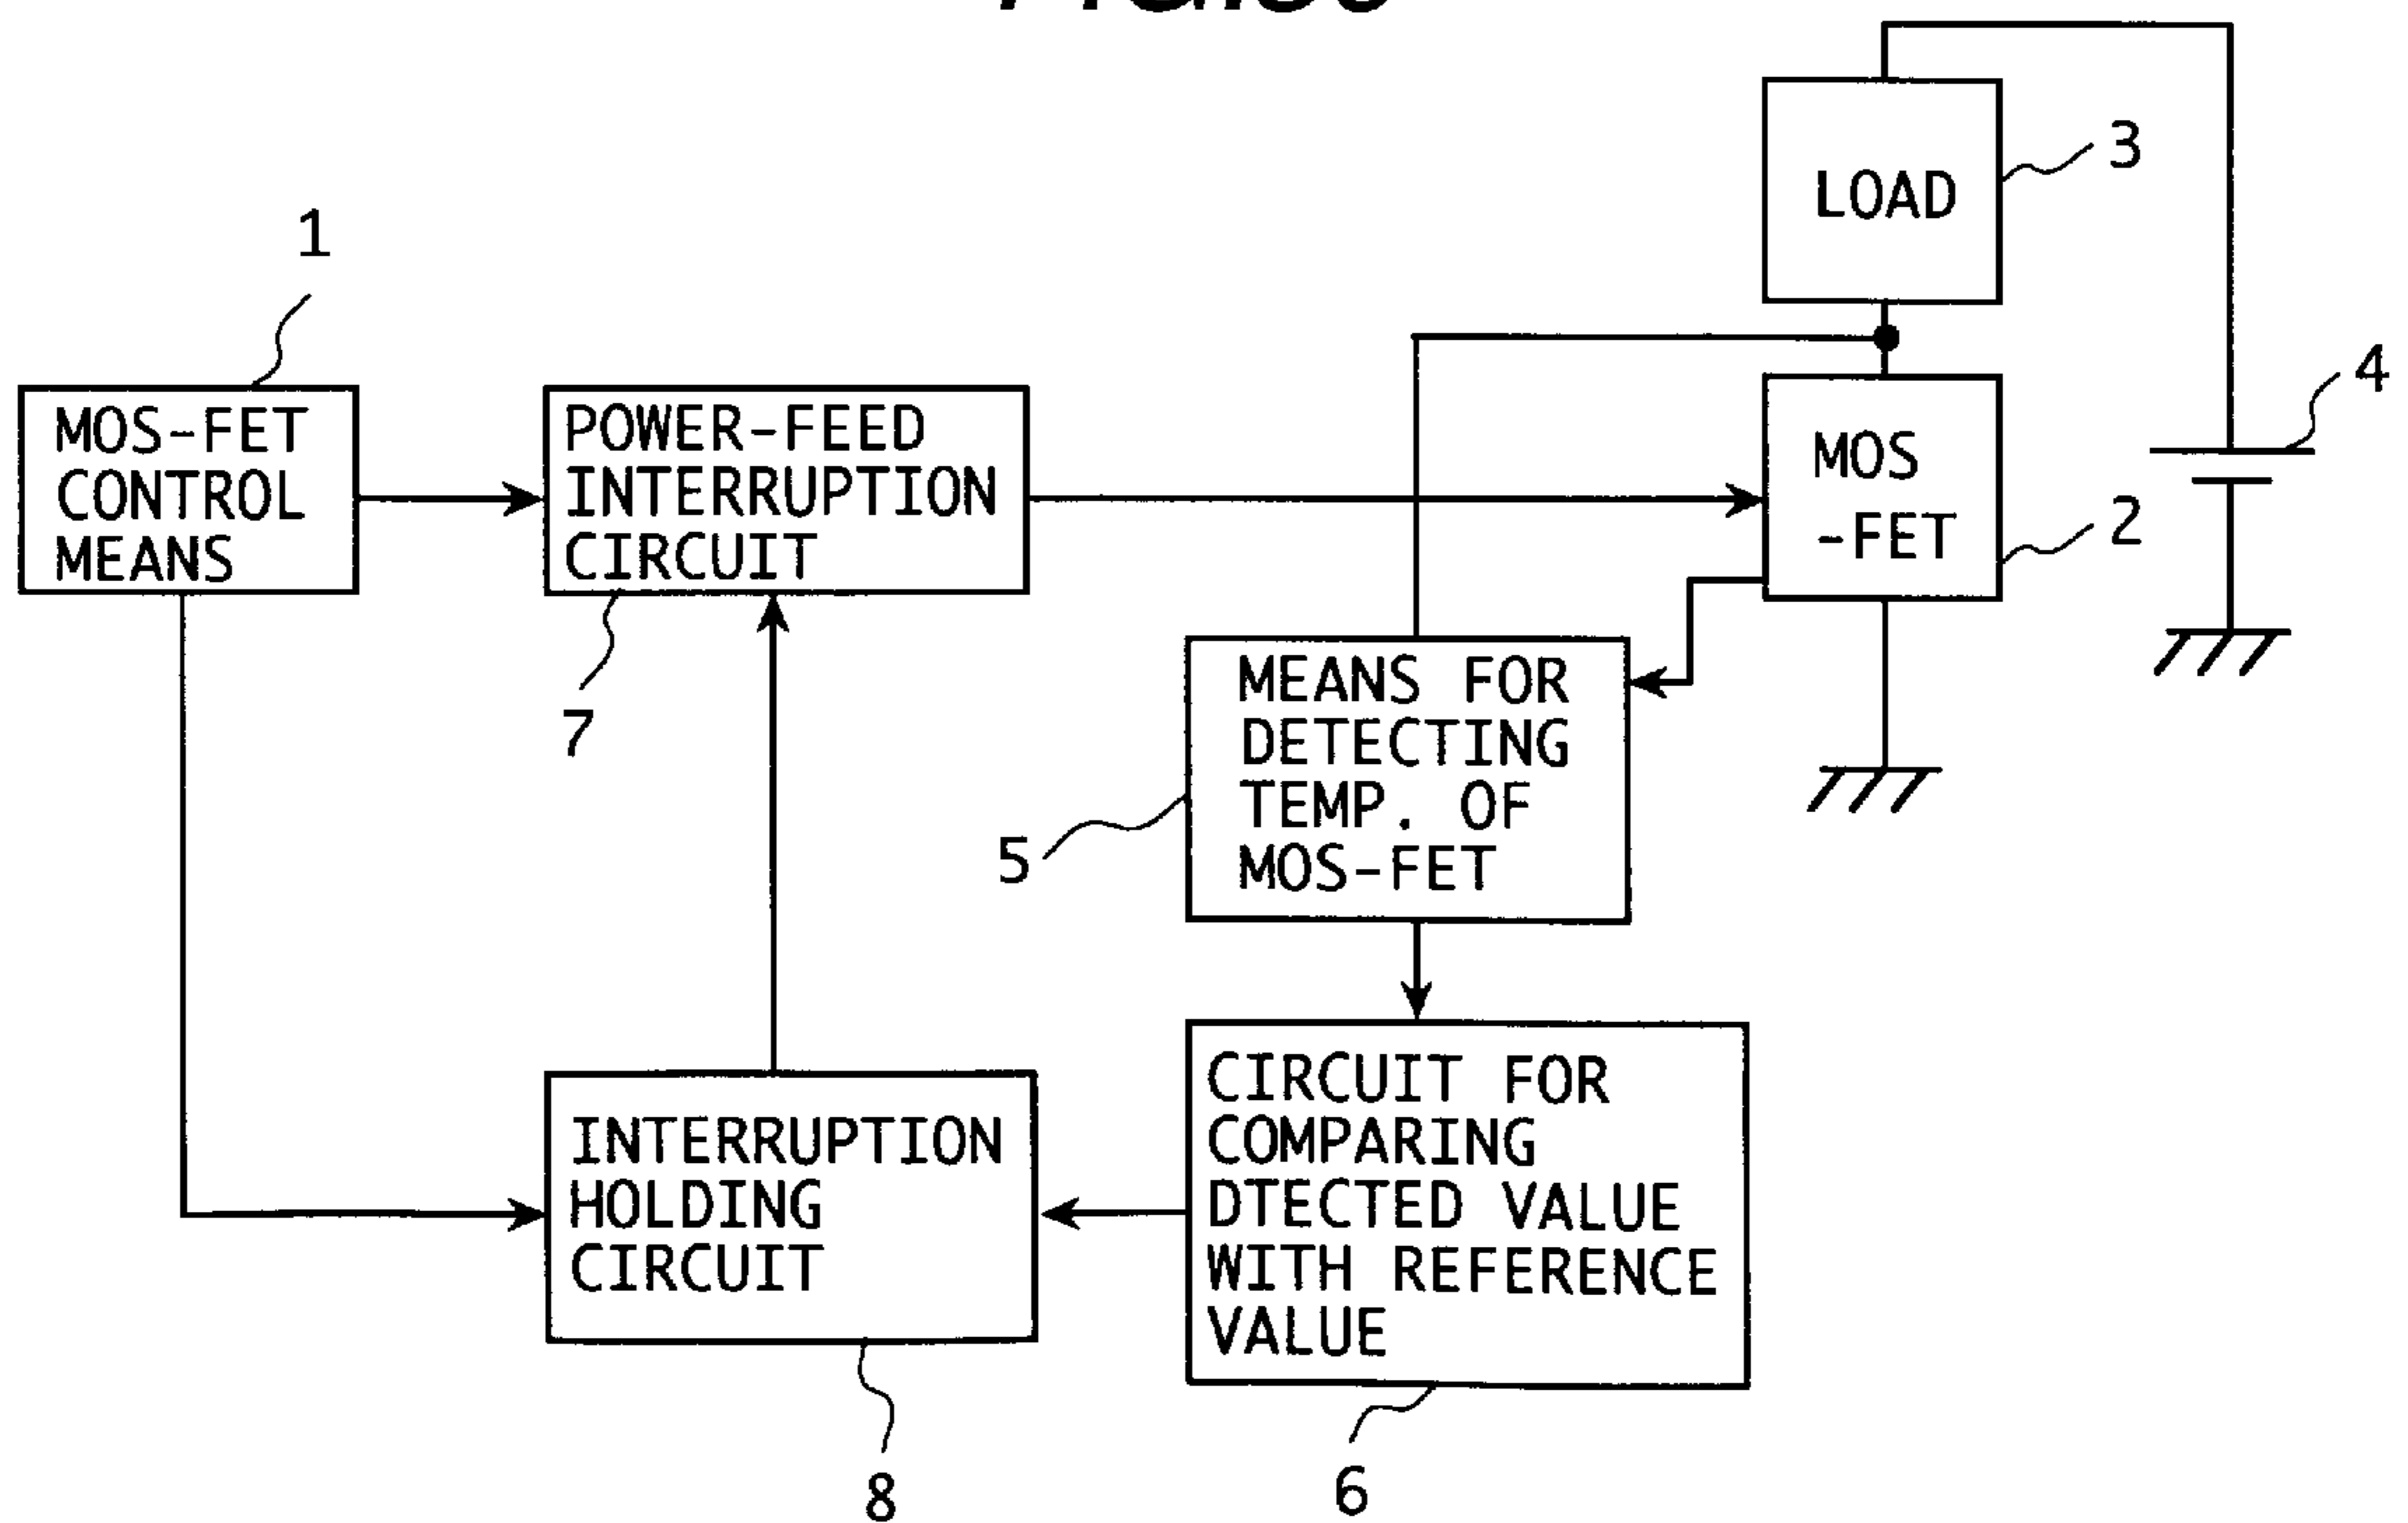 LOAD
3
1
4
MOS-FET
CONTROL
MEANS
POWER-FEED
INTERRUPTION
CIRCUIT
MOS
-FET
2
7
MEANS FOR
DETECTING
TEMP. OF
MOS-FET
5
CIRCUIT FOR
COMPARING
DTECTED VALUE
WITH REFERENCE
VALUE
INTERRUPTION
HOLDING
CIRCUIT
8
6